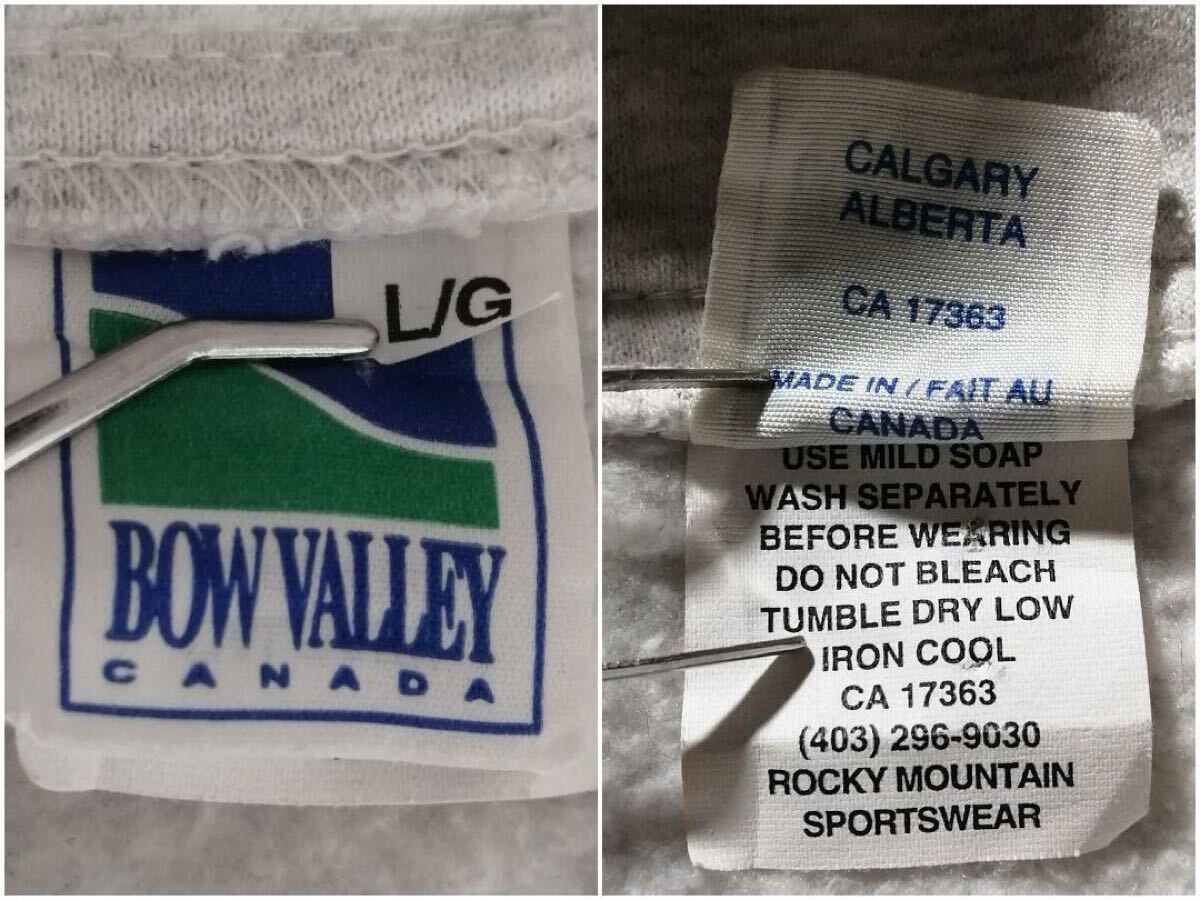 L/G
BOW VALLEY
CANADA
CALGARY
ALBERTA
CA 17363
MADE IN / FAIT AU
CANADA
USE MILD SOAP
WASH SEPARATELY
BEFORE WEARING
DO NOT BLEACH
TUMBLE DRY LOW
IRON COOL
CA 17363
(403) 296-9030
ROCKY MOUNTAIN
SPORTSWEAR